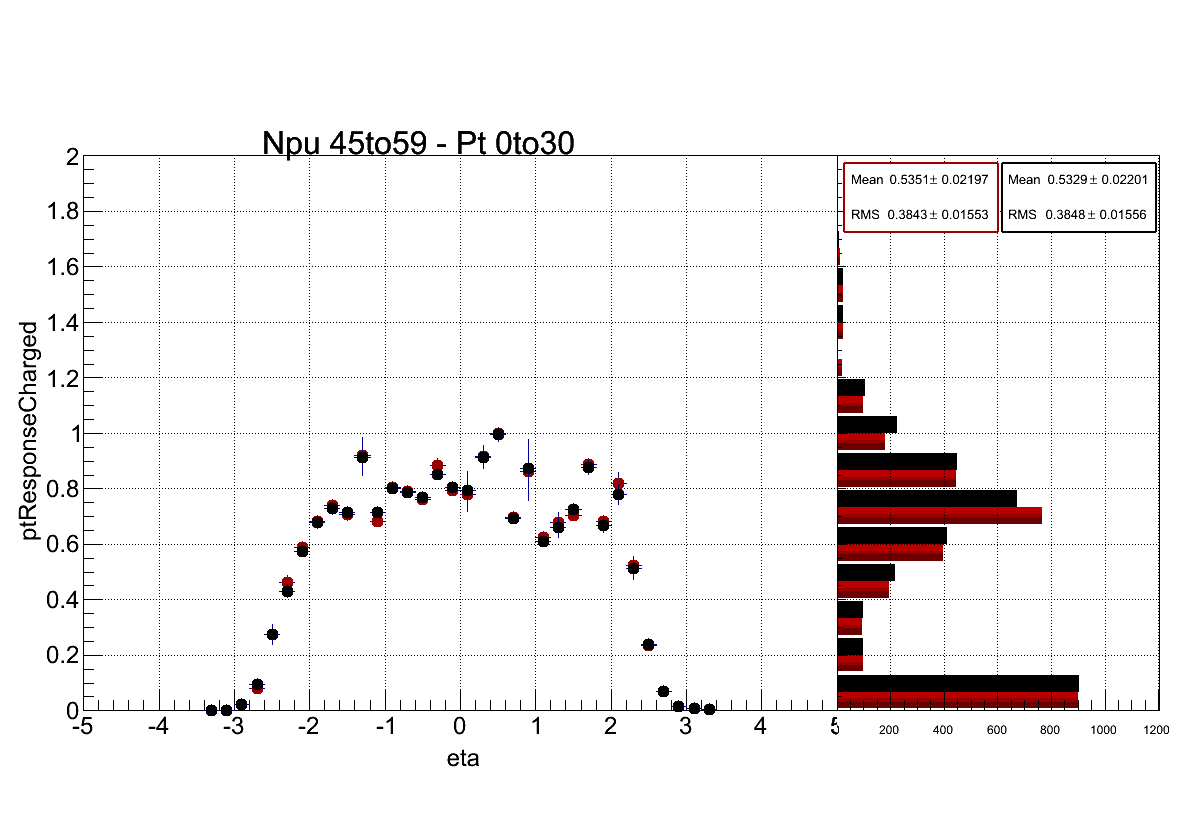 Npu 45to59 - Pt 0to30
2
1.8
1.6
1.4
1.2
1
0.8
0.6
0.4
0.2
0
ptResponseCharged
-5 -4 -3 -2 -1 0 1 2 3 4 5
eta
Mean 0.5351± 0.02197
RMS 0.3843± 0.01553
Mean 0.5329± 0.02201
RMS 0.3848± 0.01556
200 400 600 800 1000 1200